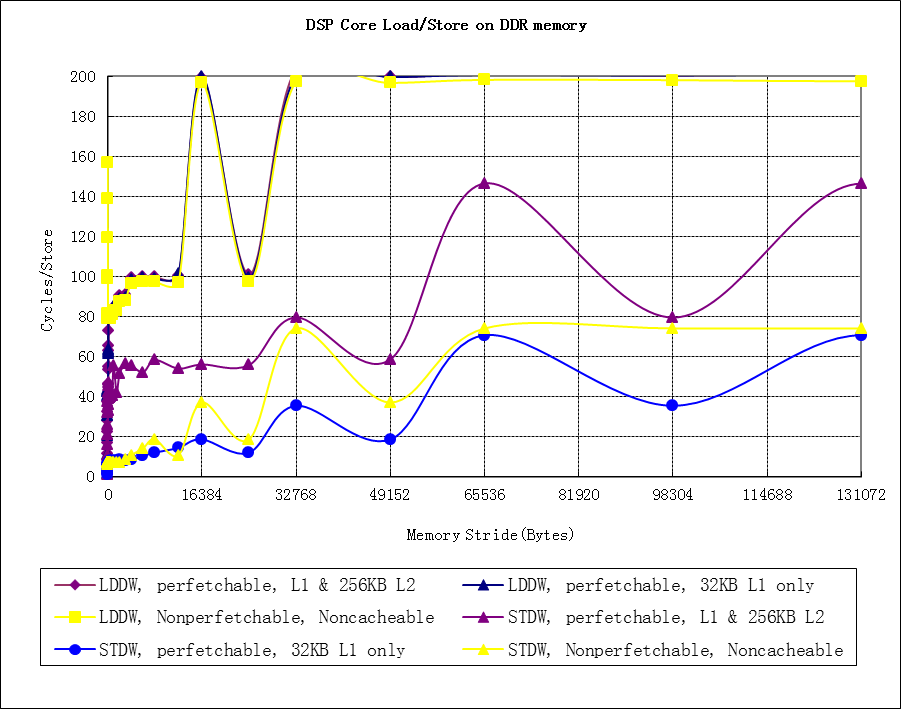 DSP Core Load/Store on DDR memory
200
180
160
140
120
100
80
60
40
20
0
Cycles/Store
0 16384 32768 49152 65536 81920 98304 114688 131072
Memory Stride(Bytes)
LDDW, perfetchable, L1 & 256KB L2 LDDW, perfetchable, 32KB L1 only
LDDW, Nonperfetchable, Noncacheable STDW, perfetchable, L1 & 256KB L2
STDW, perfetchable, 32KB L1 only STDW, Nonperfetchable, Noncacheable